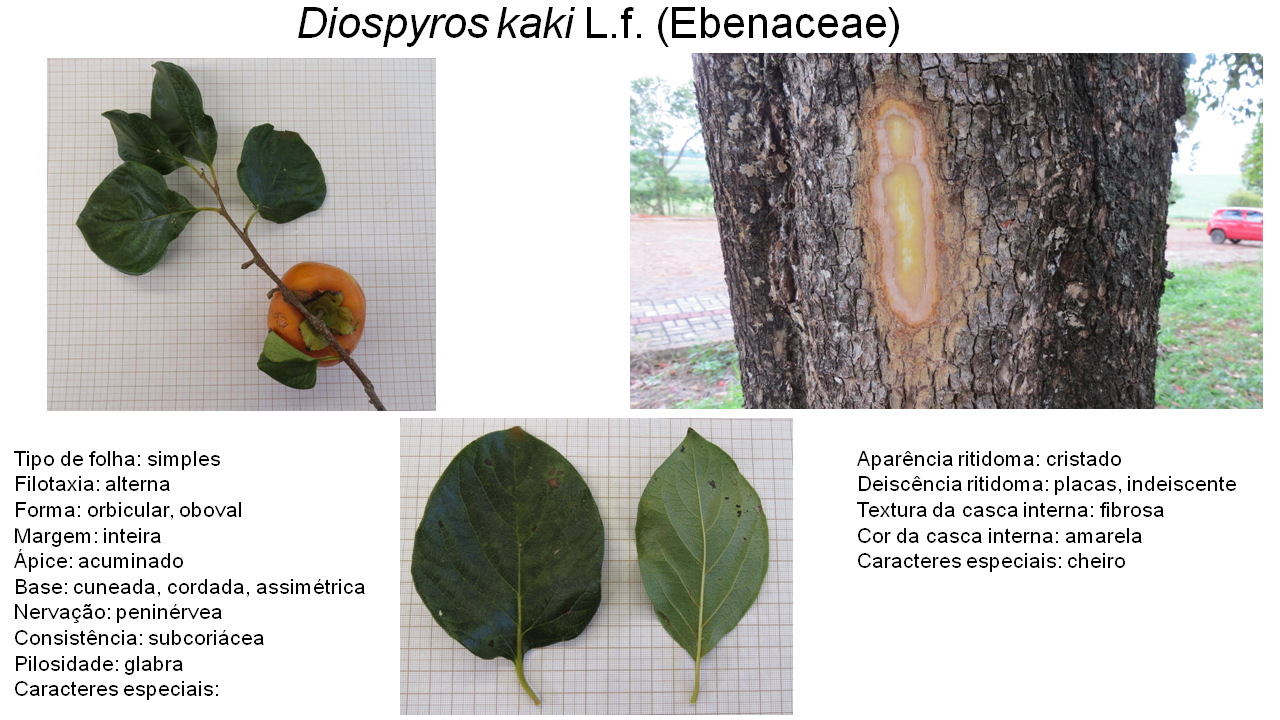 Diospyros kaki L.f. (Ebenaceae)
Tipo de folha: simples
Filotaxia: alterna
Forma: orbicular, oboval
Margem: inteira
Ápice: acuminado
Base: cuneada, cordada, assimétrica
Nervação: peninérvea
Consistência: subcoriácea
Pilosidade: glabra
Caracteres especiais:
Aparência ritidoma: cristado
Deiscência ritidoma: placas, indeiscente
Textura da casca interna: fibrosa
Cor da casca interna: amarela
Caracteres especiais: cheiro